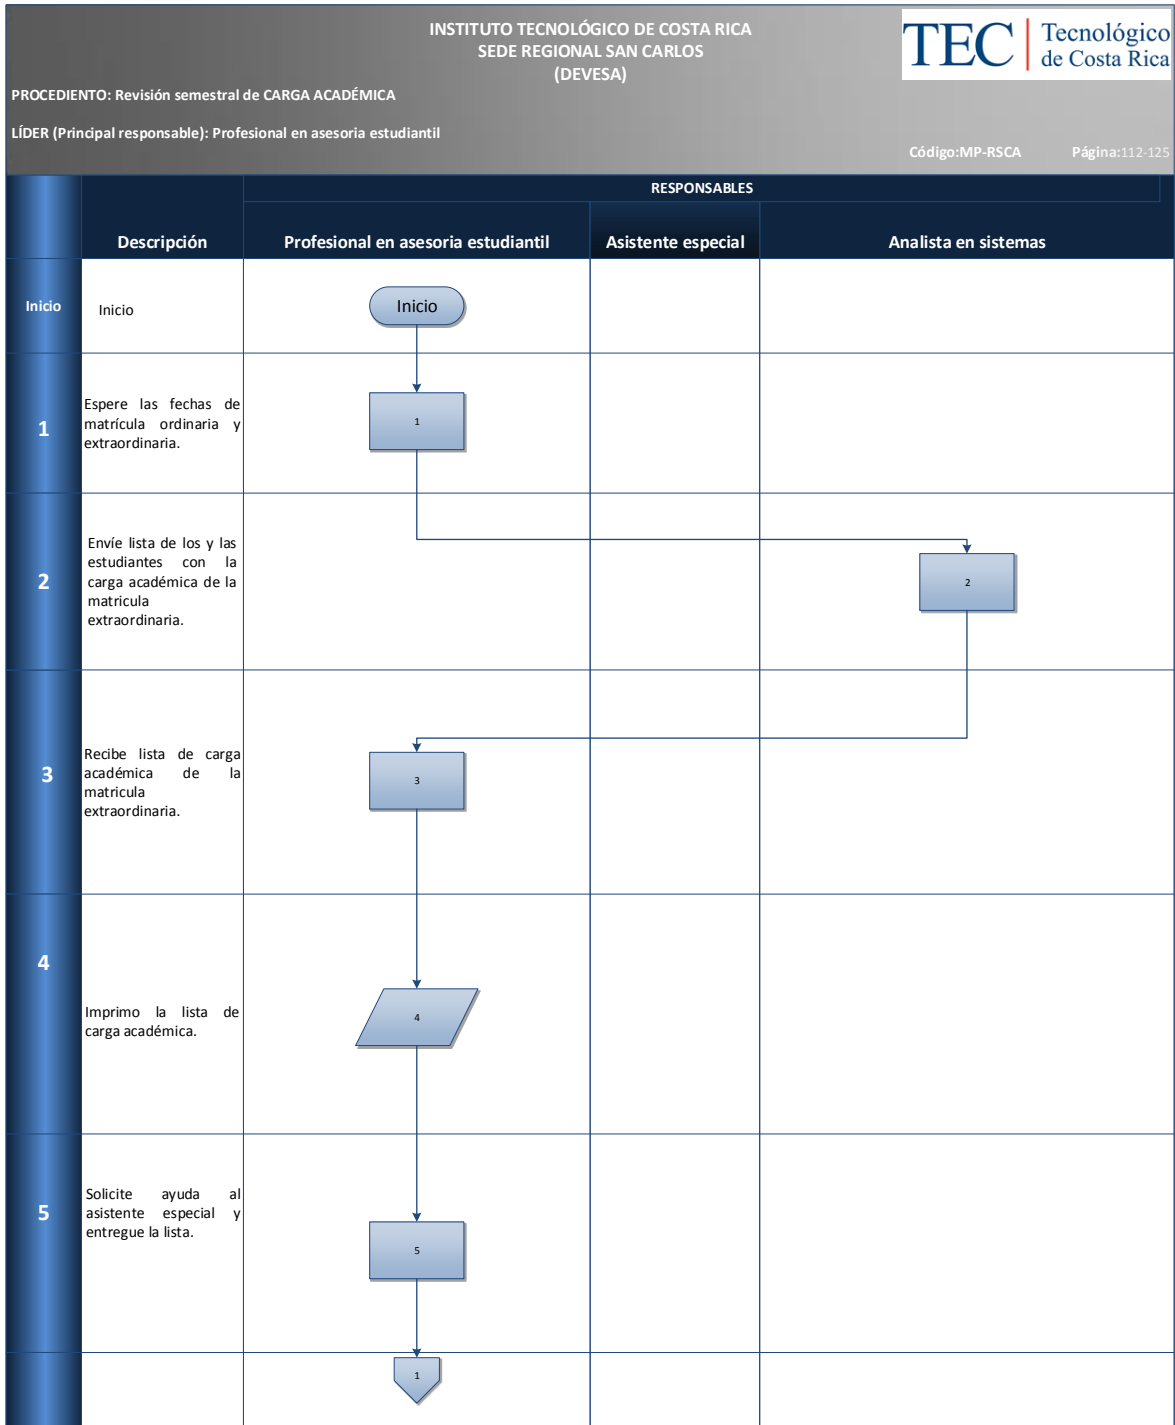 INSTITUTO TECNOLÓGICO DE COSTA RICA
SEDE REGIONAL SAN CARLOS
(DEVESA)
TEC Tecnológico
de Costa Rica
PROCEDIENTO: Revisión semestral de CARGA ACADÉMICA
LÍDER (Principal responsable): Profesional en asesoria estudiantil
Código:MP-RSCA Página:112-125
RESPONSABLES
Descripción Profesional en asesoria estudiantil Asistente especial Analista en sistemas
Inicio Inicio Inicio
1
Espere las fechas de
matrícula ordinaria y
extraordinaria.
1
2
Envíe lista de los y las
estudiantes con la
carga académica de la
matricula
extraordinaria.
2
3
Recibe lista de carga
académica de la
matricula
extraordinaria.
3
4
Imprimo la lista de
carga académica.
4
5
Solicite ayuda al
asistente especial y
entregue la lista.
5
1